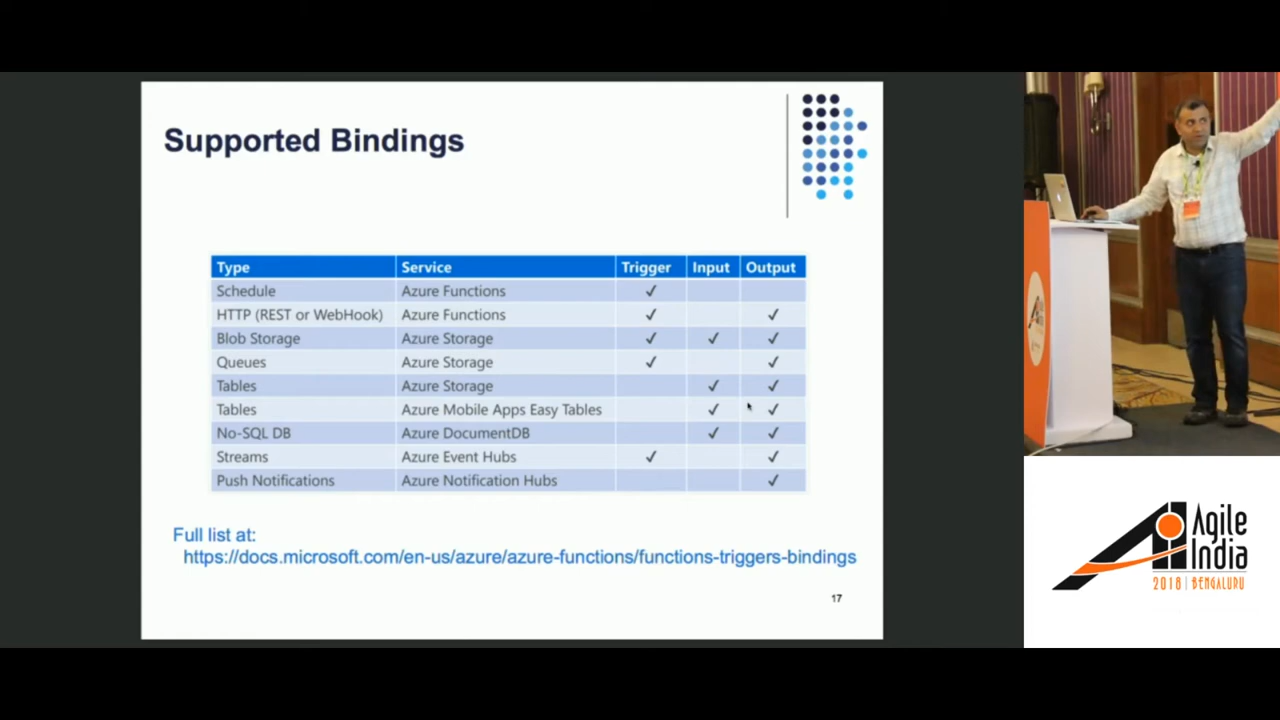 Supported Bindings
Type Service Trigger Input Output
Schedule Azure Functions ✓
HTTP (REST or WebHook) Azure Functions ✓ ✓
Blob Storage Azure Storage ✓ ✓ ✓
Queues Azure Storage ✓ ✓
Tables Azure Storage ✓ ✓
Tables Azure Mobile Apps Easy Tables ✓ ✓
No-SQL DB Azure DocumentDB ✓ ✓
Streams Azure Event Hubs ✓ ✓
Push Notifications Azure Notification Hubs ✓
Full list at:
https://docs.microsoft.com/en-us/azure/azure-functions/functions-triggers-bindings
17
Agile
India
2018 | BENGALURU